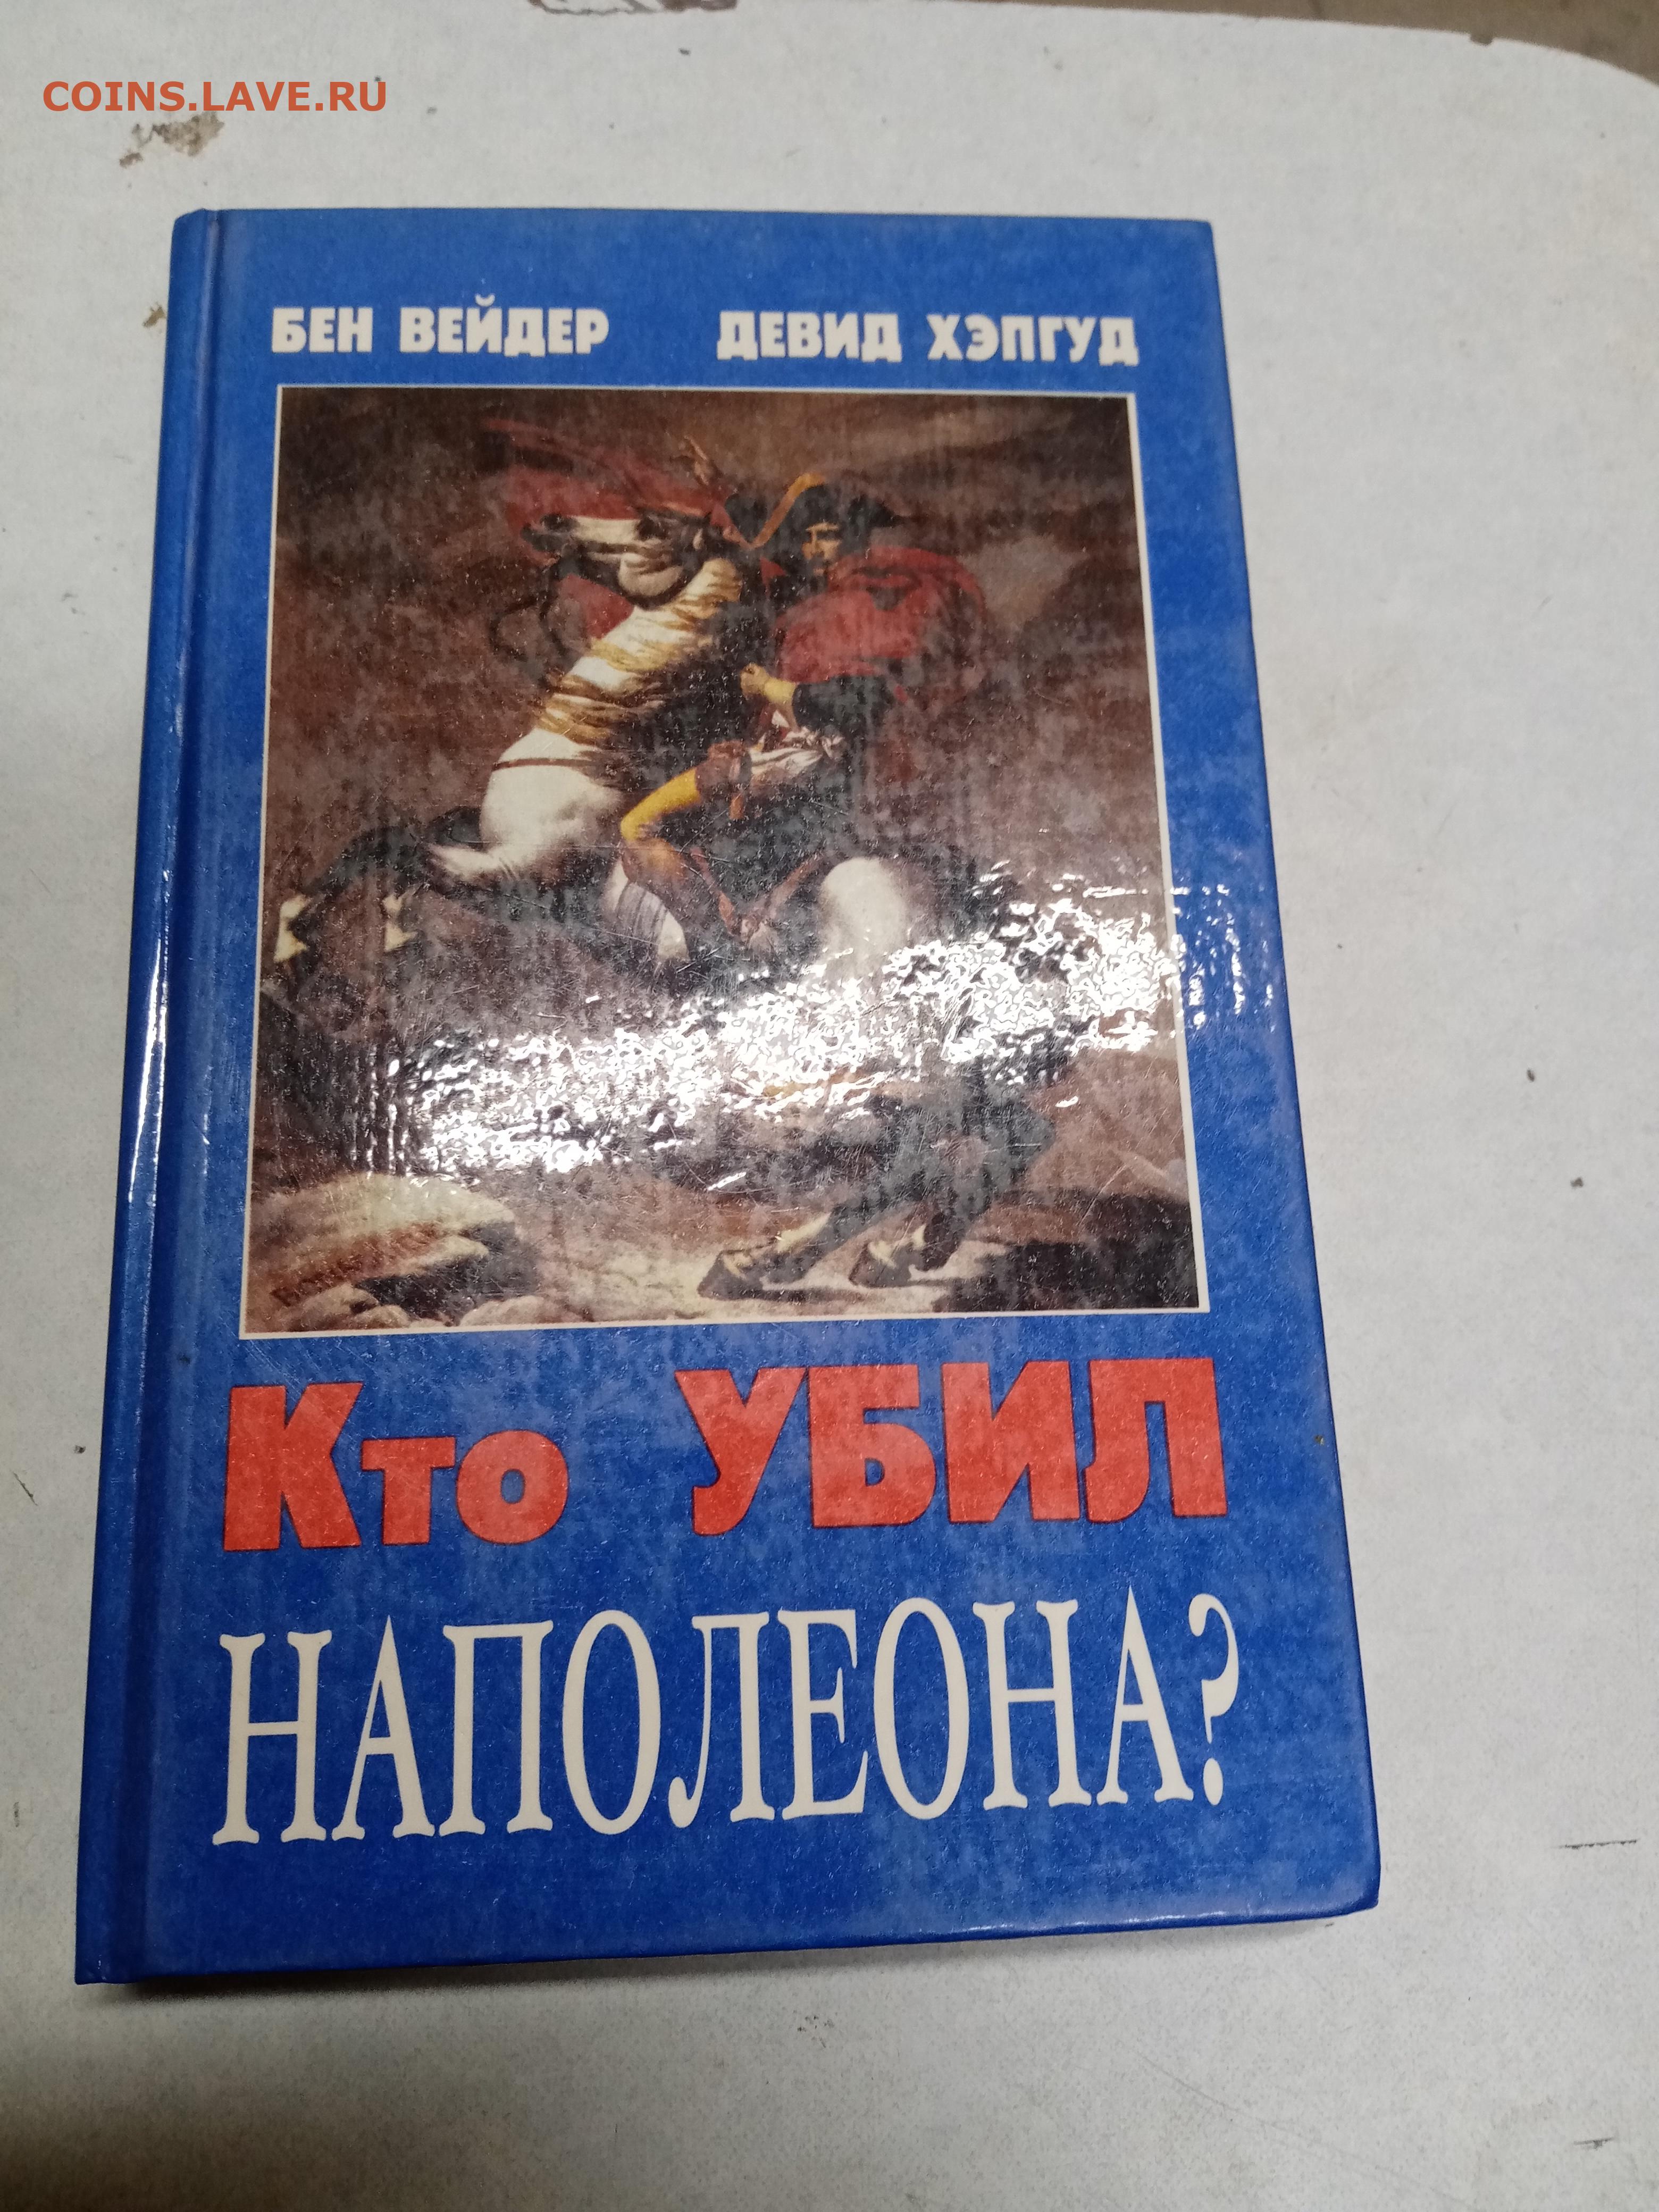 COINS.LAVE.RU
БЕН ВЕЙДЕР ДЕВИД ХЭПГУД
Кто УБИЛ
НАПОЛЕОНА?